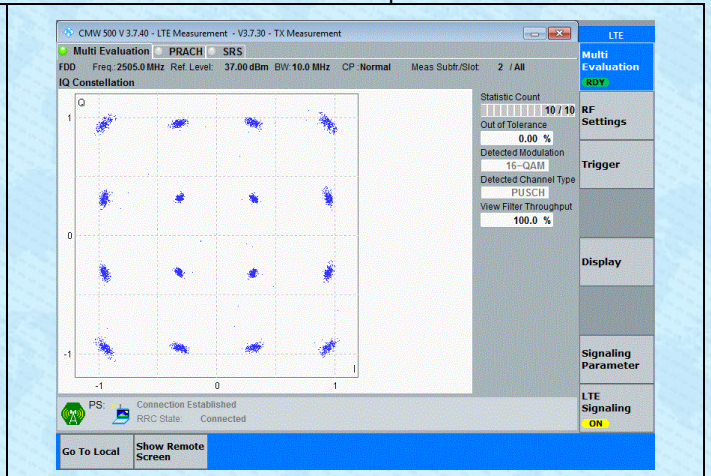 CMW 500 V 3.7.40 - LTE Measurement - V3.7.30 - TX Measurement
LTE
Multi Evaluation PRACH SRS
Multi
Evaluation
RDY
FDD Freq.: 2505.0 MHz Ref. Level: 37.00 dBm BW: 10.0 MHz CP : Normal Meas Subfr./Slot 2 / All
IQ Constellation
Statistic Count
10 / 10
Out of Tolerance
0.00 %
Detected Modulation
16-QAM
Detected Channel Type
PUSCH
View Filter Throughput
100.0 %
Q
1
0
-1
I
-1 0 1
RF
Settings
Trigger
Display
Signaling
Parameter
LTE
Signaling
ON
PS: Connection Established
RRC State: Connected
Go To Local
Show Remote
Screen